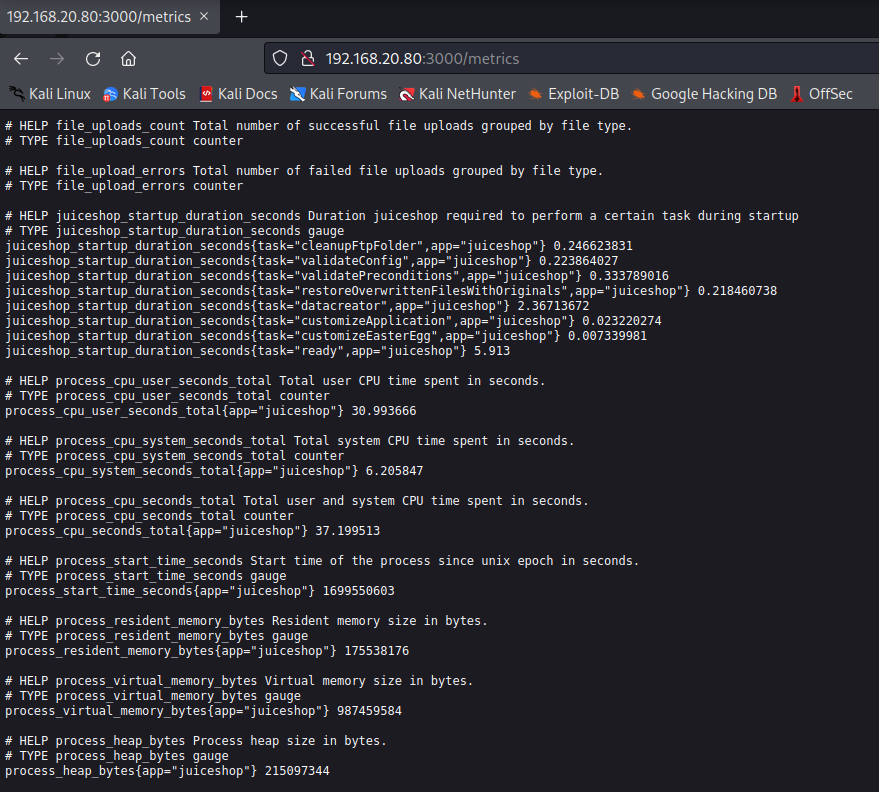 192.168.20.80:3000/metrics
192.168.20.80:3000/metrics
Kali Linux Kali Tools Kali Docs Kali Forums Kali NetHunter Exploit-DB Google Hacking DB OffSec
# HELP file_uploads_count Total number of successful file uploads grouped by file type.
# TYPE file_uploads_count counter
# HELP file_upload_errors Total number of failed file uploads grouped by file type.
# TYPE file_upload_errors counter
# HELP juiceshop_startup_duration_seconds Duration juiceshop required to perform a certain task during startup
# TYPE juiceshop_startup_duration_seconds gauge
juiceshop_startup_duration_seconds{task="cleanupFtpFolder",app="juiceshop"} 0.246623831
juiceshop_startup_duration_seconds{task="validateConfig",app="juiceshop"} 0.223864027
juiceshop_startup_duration_seconds{task="validatePreconditions",app="juiceshop"} 0.333789016
juiceshop_startup_duration_seconds{task="restoreOverwrittenFilesWithOriginals",app="juiceshop"} 0.218460738
juiceshop_startup_duration_seconds{task="datacreator",app="juiceshop"} 2.36713672
juiceshop_startup_duration_seconds{task="customizeApplication",app="juiceshop"} 0.023220274
juiceshop_startup_duration_seconds{task="customizeEasterEgg",app="juiceshop"} 0.007339981
juiceshop_startup_duration_seconds{task="ready",app="juiceshop"} 5.913
# HELP process_cpu_user_seconds_total Total user CPU time spent in seconds.
# TYPE process_cpu_user_seconds_total counter
process_cpu_user_seconds_total{app="juiceshop"} 30.993666
# HELP process_cpu_system_seconds_total Total system CPU time spent in seconds.
# TYPE process_cpu_system_seconds_total counter
process_cpu_system_seconds_total{app="juiceshop"} 6.205847
# HELP process_cpu_seconds_total Total user and system CPU time spent in seconds.
# TYPE process_cpu_seconds_total counter
process_cpu_seconds_total{app="juiceshop"} 37.199513
# HELP process_start_time_seconds Start time of the process since unix epoch in seconds.
# TYPE process_start_time_seconds gauge
process_start_time_seconds{app="juiceshop"} 1699550603
# HELP process_resident_memory_bytes Resident memory size in bytes.
# TYPE process_resident_memory_bytes gauge
process_resident_memory_bytes{app="juiceshop"} 175538176
# HELP process_virtual_memory_bytes Virtual memory size in bytes.
# TYPE process_virtual_memory_bytes gauge
process_virtual_memory_bytes{app="juiceshop"} 987459584
# HELP process_heap_bytes Process heap size in bytes.
# TYPE process_heap_bytes gauge
process_heap_bytes{app="juiceshop"} 215097344